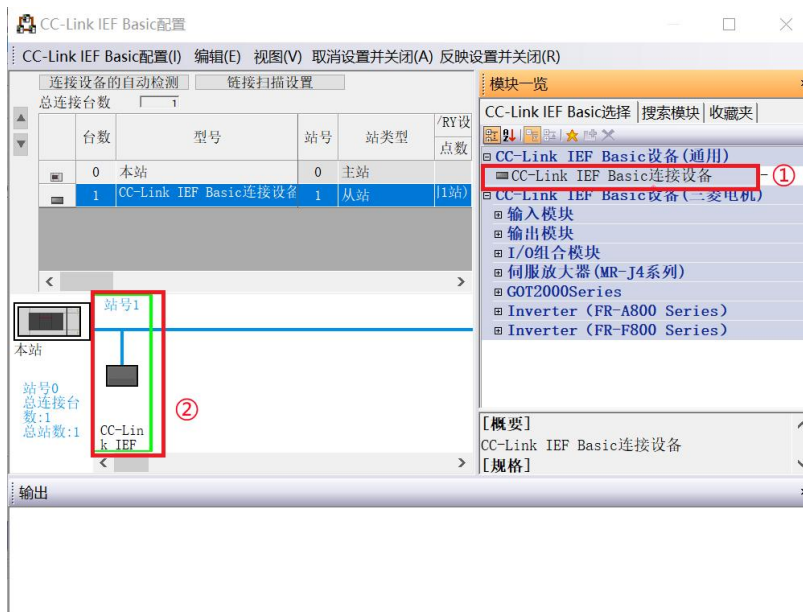 CC-Link IEF Basic配置
CC-Link IEF Basic配置(I) 编辑(E) 视图(V) 取消设置并关闭(A) 反映设置并关闭(R)
连接设备的自动检测 链接扫描设置
总连接台数 1
台数 型号 站号 站类型 /RY设
点数
0 本站 0 主站
1 CC-Link IEF Basic连接设备 1 从站 (1站)
站号1
本站
站号0
总连接台
数:1
总站数:1
CC-Lin
k IEF
②
模块一览
CC-Link IEF Basic选择 搜索模块 收藏夹
CC-Link IEF Basic设备(通用)
CC-Link IEF Basic连接设备
①
CC-Link IEF Basic设备(三菱电机)
输入模块
输出模块
I/O组合模块
伺服放大器(MR-J4系列)
GOT2000Series
Inverter (FR-A800 Series)
Inverter (FR-F800 Series)
[概要]
CC-Link IEF Basic连接设备
[规格]
输出